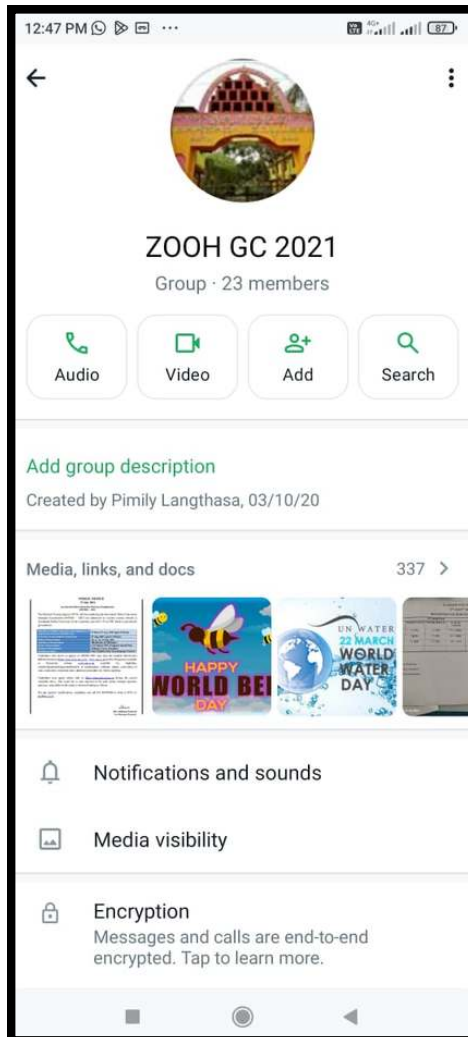 12:47 PM
4G+
Vo
LTE
87
ZOOH GC 2021
Group · 23 members
Audio
Video
Add
Search
Add group description
Created by Pimily Langthasa, 03/10/20
Media, links, and docs
337
HAPPY
WORLD BEE
DAY
UN WATER
22 MARCH
WORLD
WATER
DAY
Notifications and sounds
Media visibility
Encryption
Messages and calls are end-to-end
encrypted. Tap to learn more.